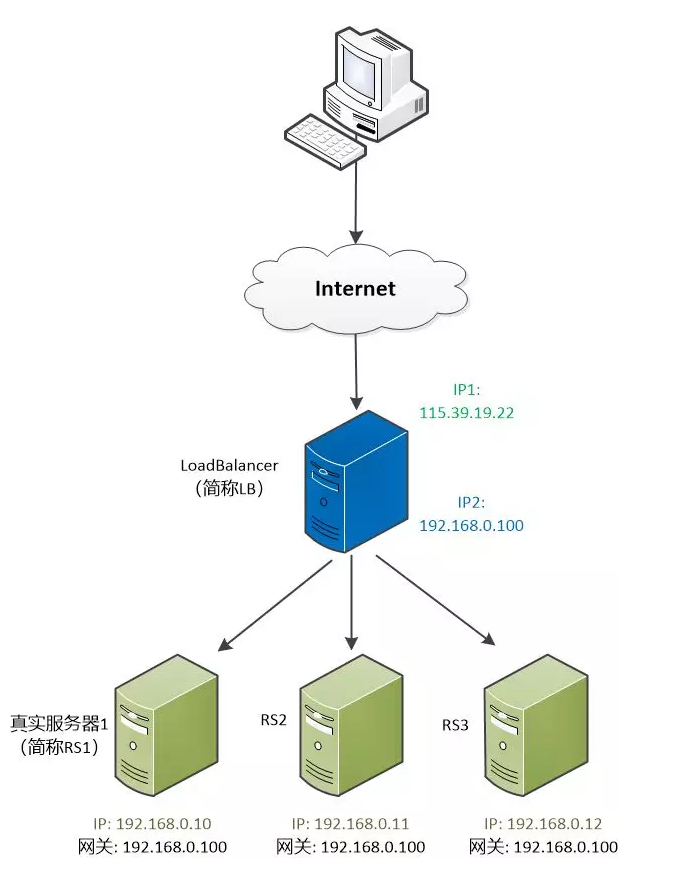 Internet
IP1:
115.39.19.22
LoadBalancer
（简称LB）
IP2:
192.168.0.100
真实服务器1
（简称RS1）
RS2
RS3
IP: 192.168.0.10
网关: 192.168.0.100
IP: 192.168.0.11
网关: 192.168.0.100
IP: 192.168.0.12
网关: 192.168.0.100